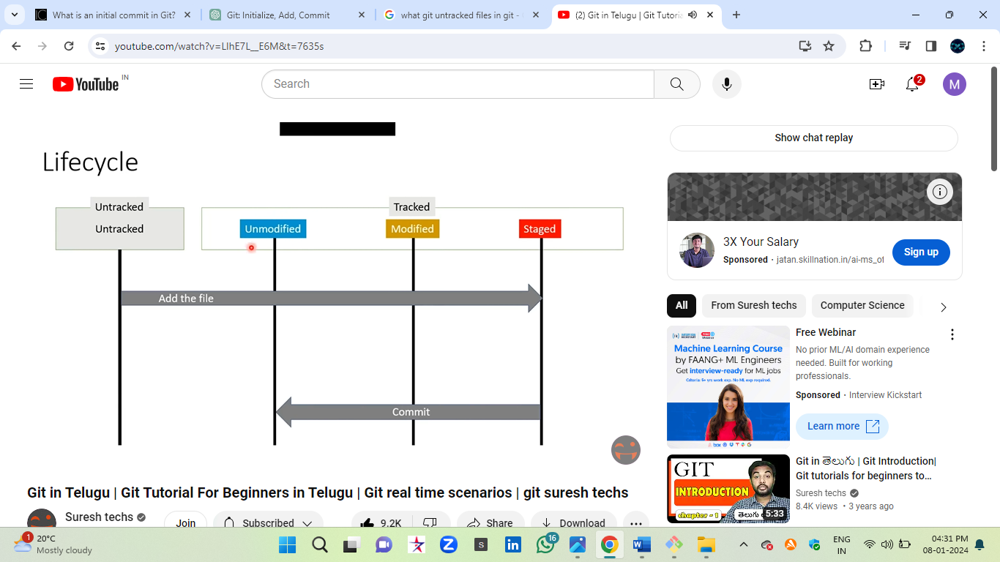 What is an initial commit in Git?
Git: Initialize, Add, Commit
what git untracked files in git -
(2) Git in Telugu | Git Tutoria
youtube.com/watch?v=LIhE7L__E6M&t=7635s
YouTube IN
Search
2
M
Show chat replay
Lifecycle
Untracked
Tracked
Untracked
Unmodified
Modified
Staged
Add the file
Commit
3X Your Salary
Sponsored · jatan.skillnation.in/ai-ms_of
Sign up
All
From Suresh techs
Computer Science
Machine Learning Course
by FAANG+ ML Engineers
Get interview-ready for ML jobs
Criteria: 5+ yrs work exp. No ML exp required.
Free Webinar
No prior ML/AI domain experience
needed. Built for working
professionals.
Sponsored · Interview Kickstart
Learn more
GIT
INTRODUCTION
chapter - 1
తెలుగు
5:33
Git in తెలుగు | Git Introduction|
Git tutorials for beginners to...
Suresh techs
8.4K views · 3 years ago
Git in Telugu | Git Tutorial For Beginners in Telugu | Git real time scenarios | git suresh techs
Suresh techs
Join
Subscribed
9.2K
Share
Download
1
20°C
Mostly cloudy
S
16
ENG
IN
04:31 PM
08-01-2024